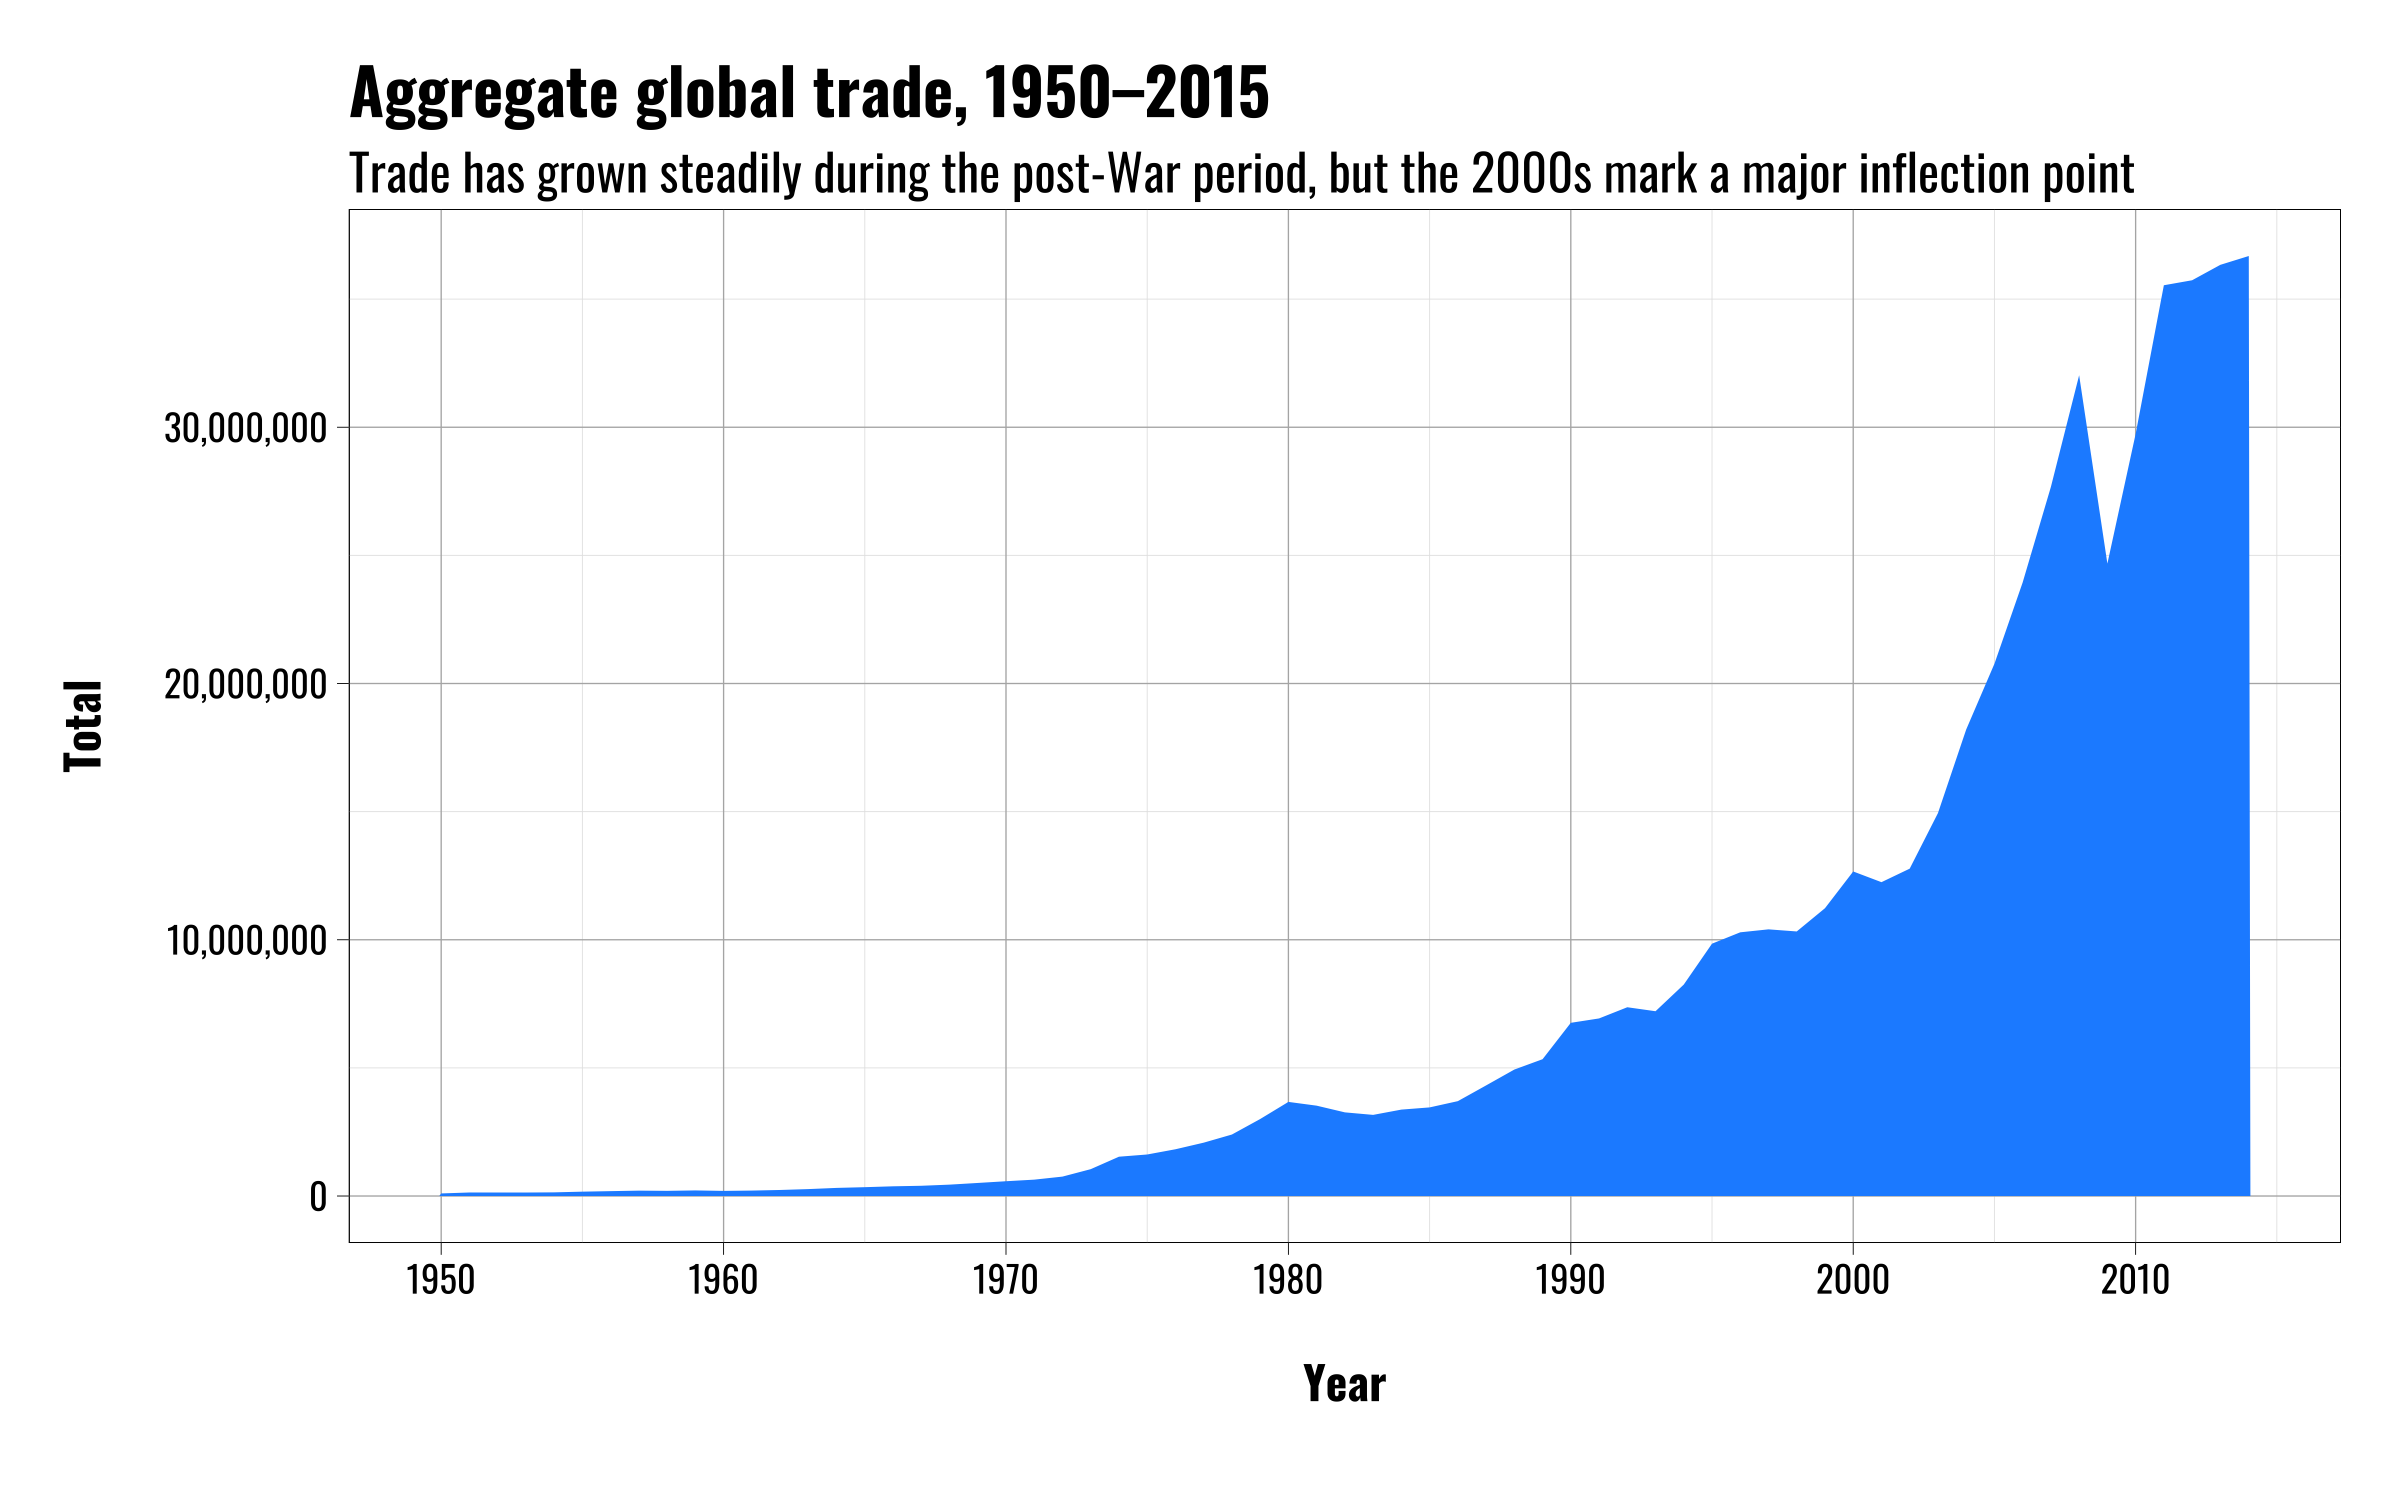 Aggregate global trade, 1950–2015
Trade has grown steadily during the post-War period, but the 2000s mark a major inflection point
30,000,000
20,000,000
10,000,000
0
Total
1950 1960 1970 1980 1990 2000 2010
Year